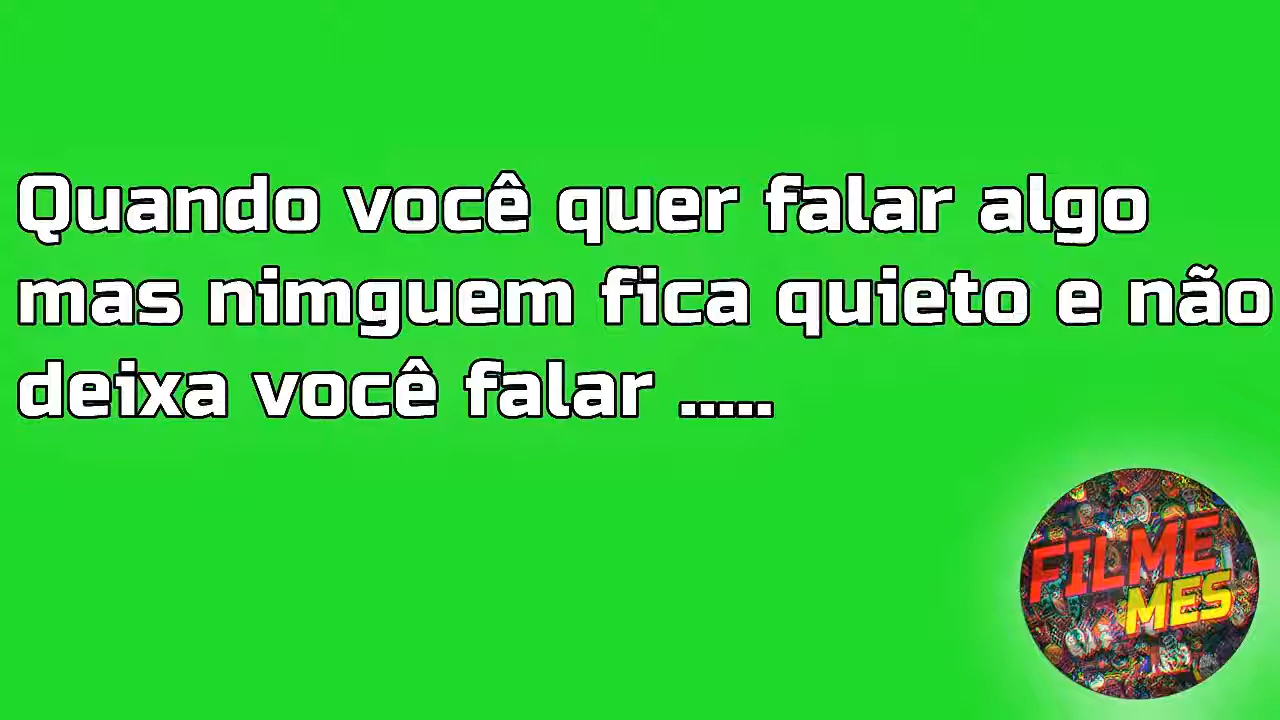 Quando você quer falar algo
mas nimguem fica quieto e não
deixa você falar .....
FILME
MES